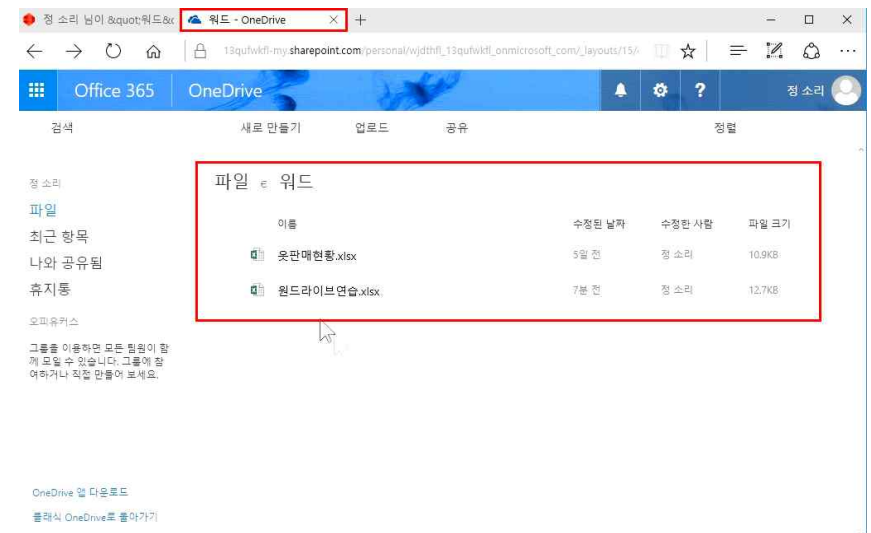 정 소리 님이 &quot;워드&c
워드 - OneDrive
13qufwkfl-my.sharepoint.com/personal/wjdthfl_13qufwkfl_onmicrosoft_com/_layouts/15/
Office 365 OneDrive ? 정 소리
검색 새로 만들기 업로드 공유 정렬
정 소리
파일
최근 항목
나와 공유됨
휴지통
오피유커스
그룹을 이용하면 모든 팀원이 함
께 모일 수 있습니다. 그룹에 참
여하거나 직접 만들어 보세요.
OneDrive 앱 다운로드
클래식 OneDrive로 돌아가기
파일 є 워드
이름 수정된 날짜 수정한 사람 파일 크기
옷판매현황.xlsx 5일 전 정 소리 10.9KB
원드라이브연습.xlsx 7분 전 정 소리 12.7KB